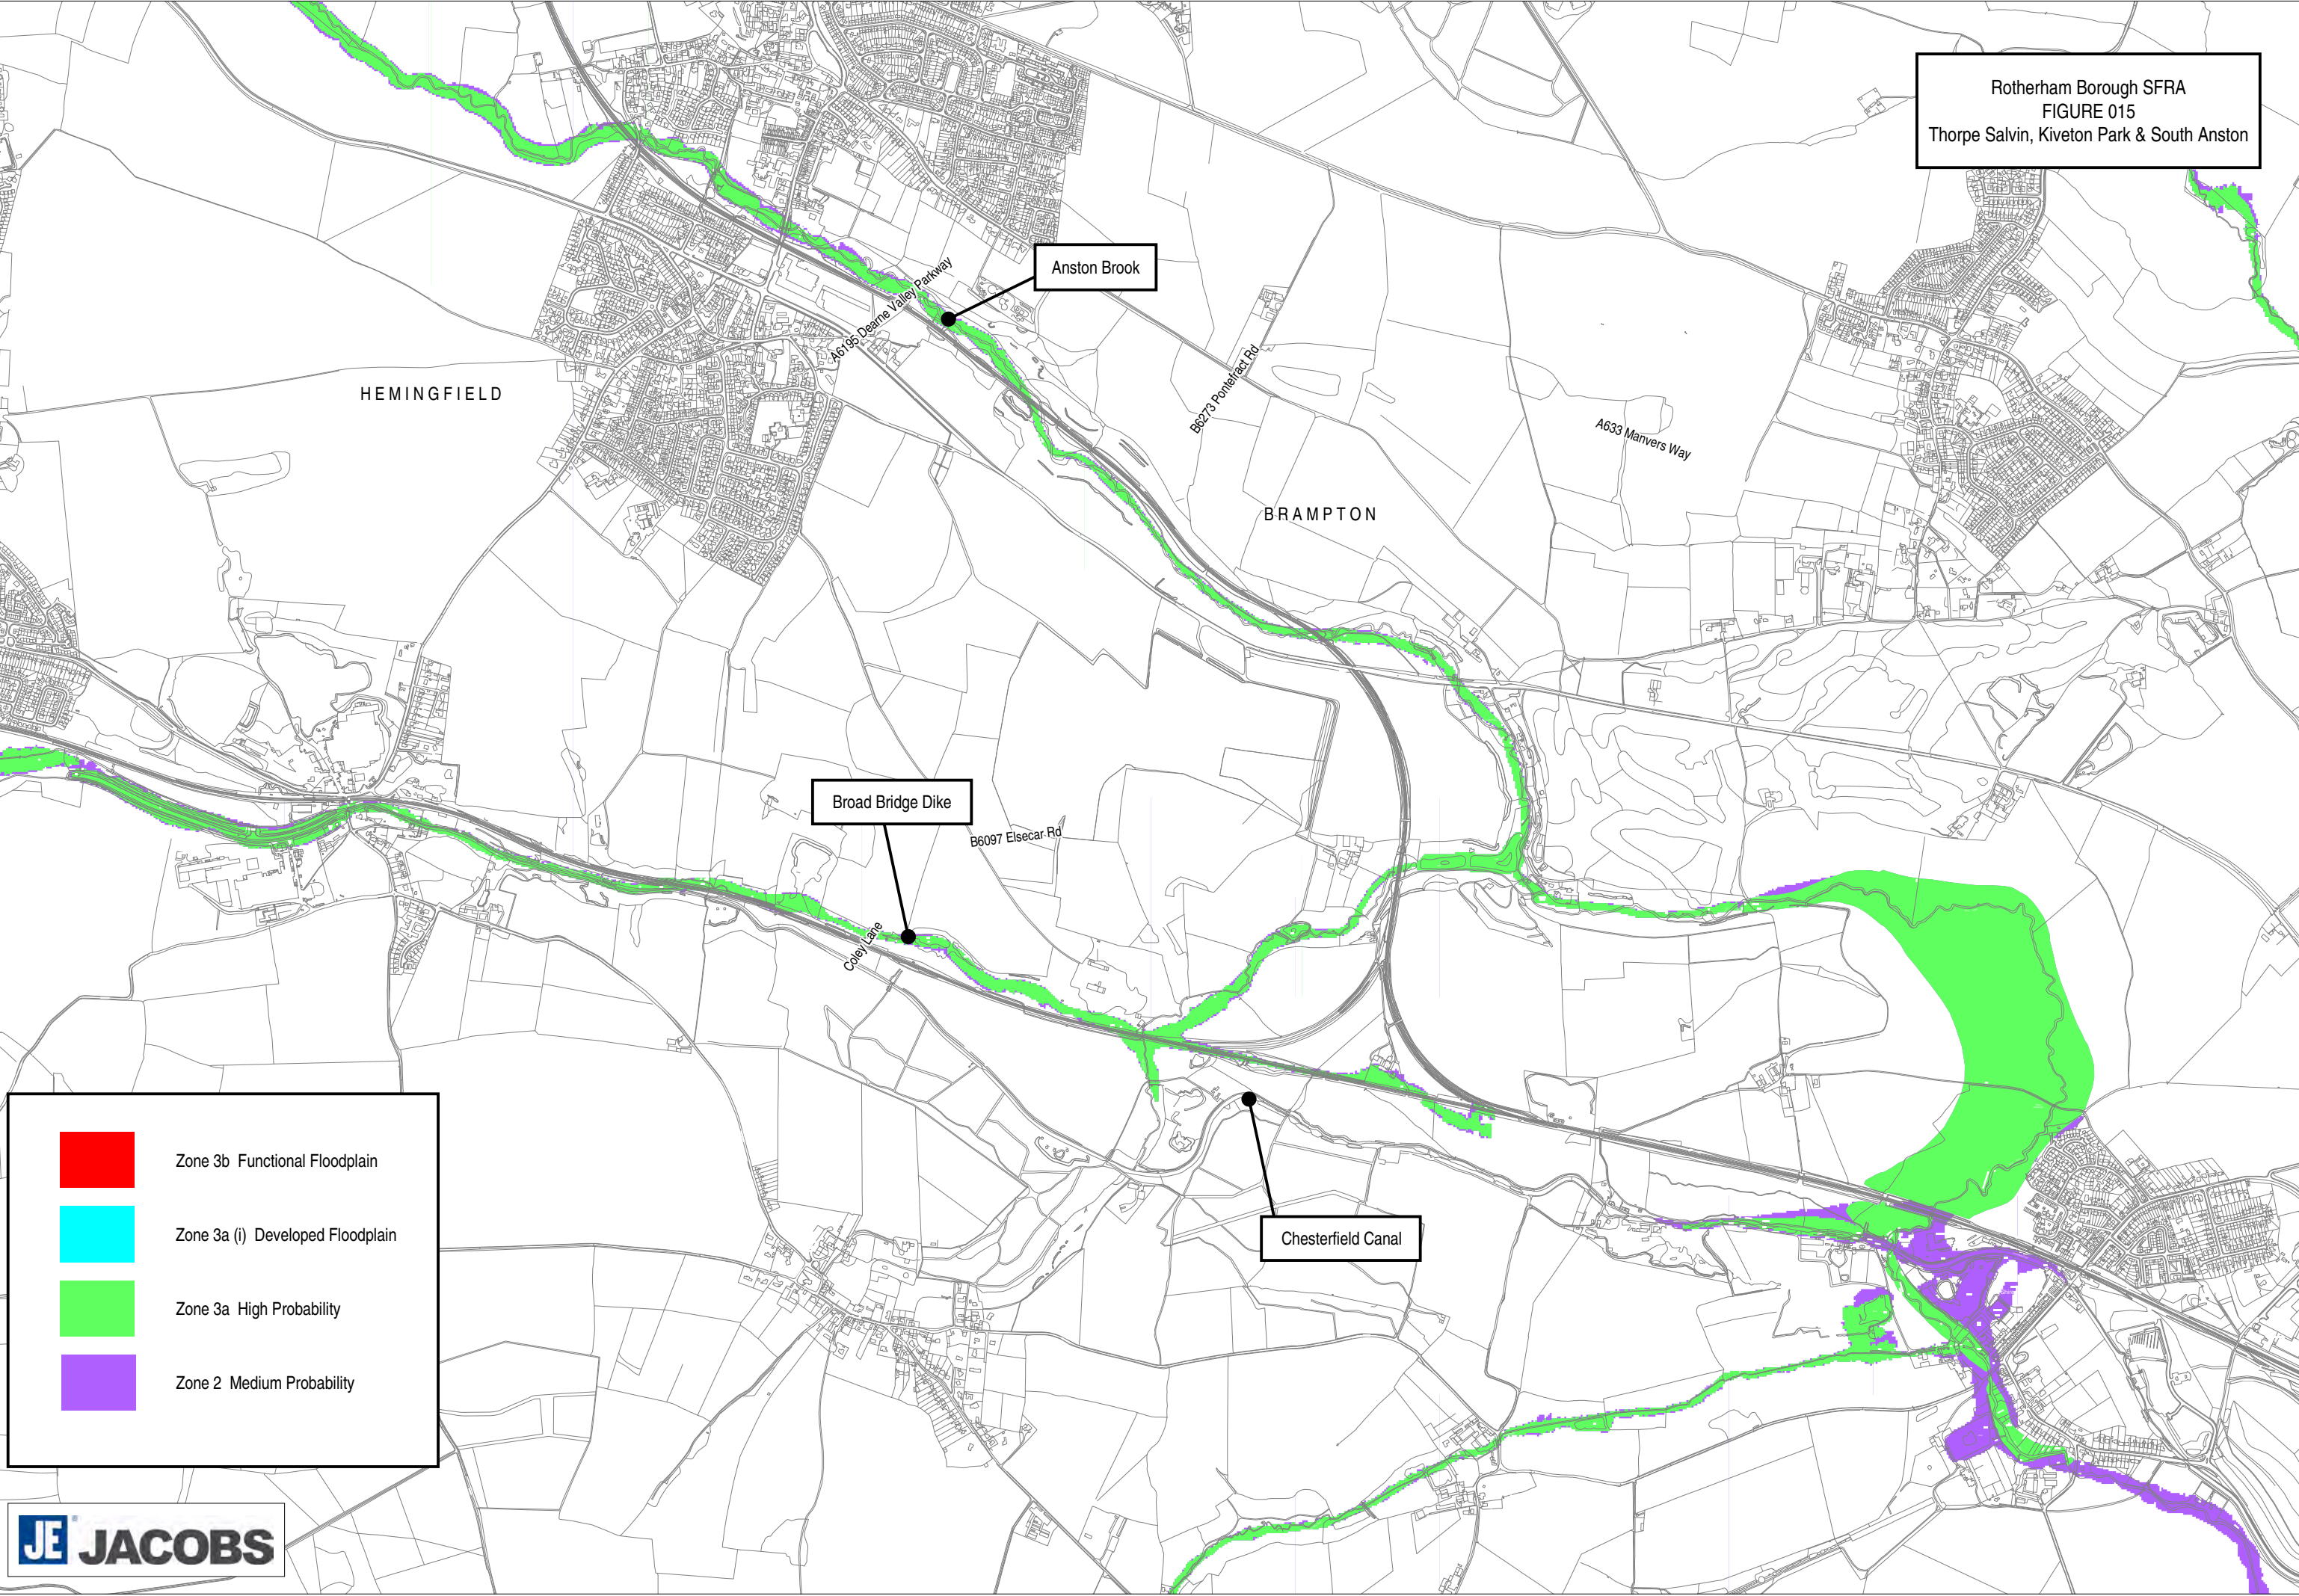 Rotherham Borough SFRA
FIGURE 015
Thorpe Salvin, Kiveton Park & South Anston
Anston Brook
A6195 Dearne Valley Parkway
B6273 Pontefract Rd
HEMINGFIELD
A633 Manvers Way
BRAMPTON
Broad Bridge Dike
B6097 Elsecar Rd
Coley Lane
Chesterfield Canal
Zone 3b Functional Floodplain
Zone 3a (i) Developed Floodplain
Zone 3a High Probability
Zone 2 Medium Probability
JE JACOBS